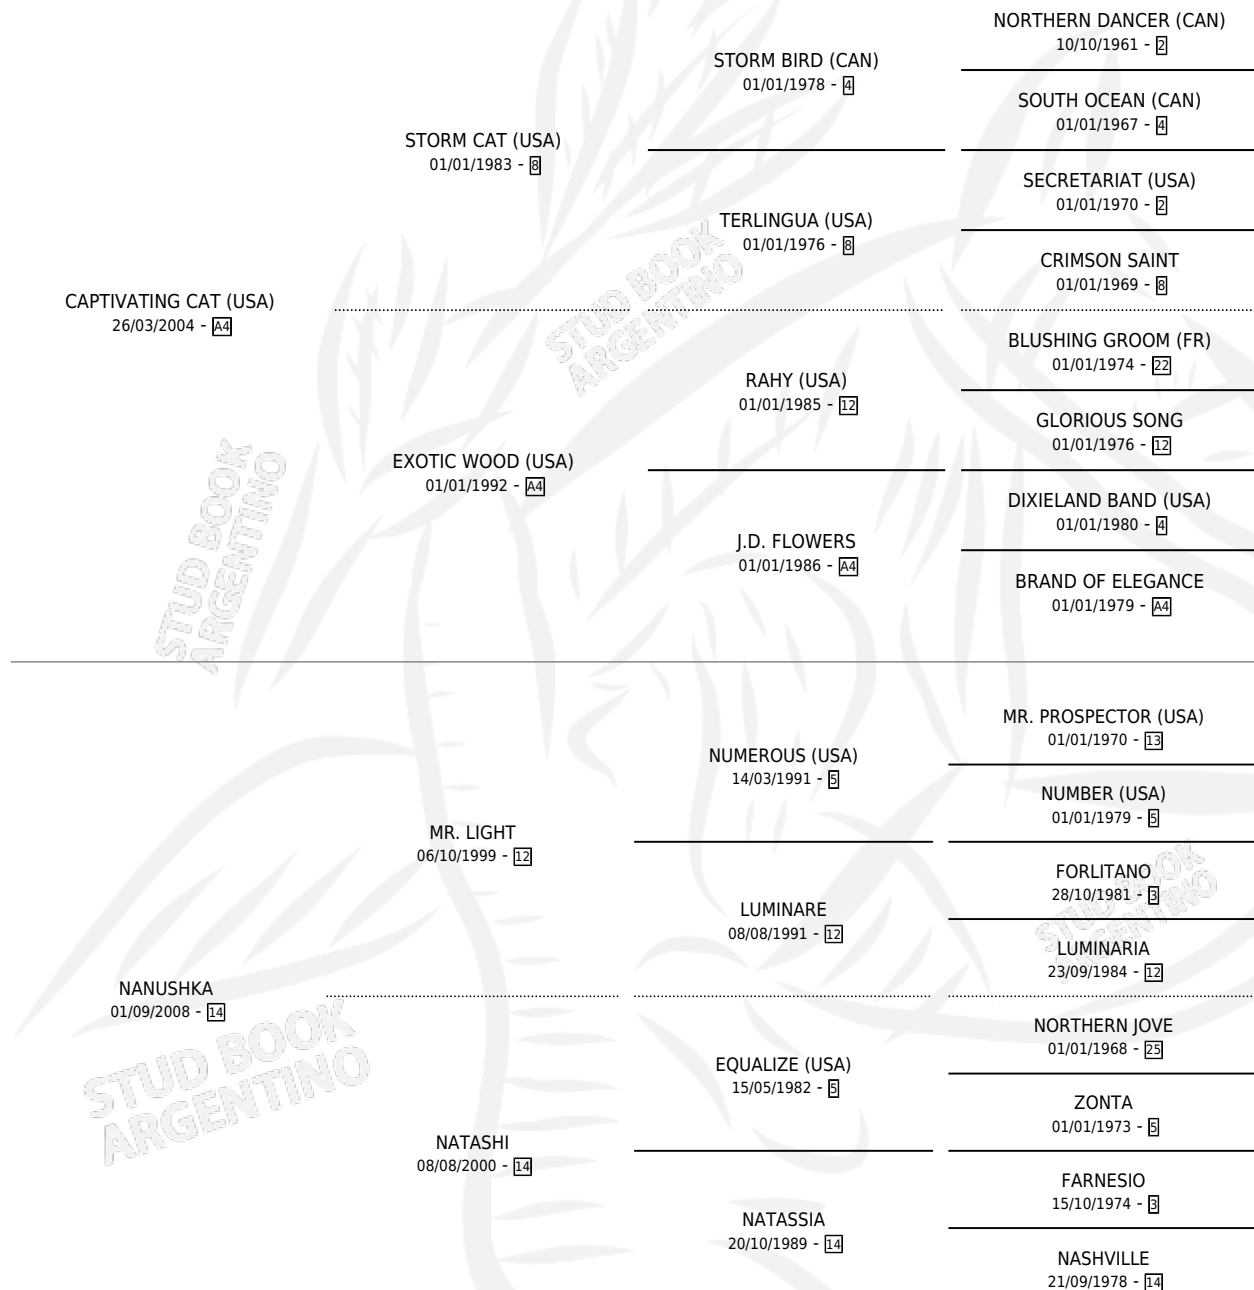 NORTHERN DANCER (CAN)
10/10/1961 - 2
STORM BIRD (CAN)
01/01/1978 - 4
SOUTH OCEAN (CAN)
01/01/1967 - 4
STORM CAT (USA)
01/01/1983 - 8
SECRETARIAT (USA)
01/01/1970 - 2
TERLINGUA (USA)
01/01/1976 - 8
CRIMSON SAINT
01/01/1969 - 8
CAPTIVATING CAT (USA)
26/03/2004 - A4
BLUSHING GROOM (FR)
01/01/1974 - 22
RAHY (USA)
01/01/1985 - 12
GLORIOUS SONG
01/01/1976 - 12
EXOTIC WOOD (USA)
01/01/1992 - A4
DIXIELAND BAND (USA)
01/01/1980 - 4
J.D. FLOWERS
01/01/1986 - A4
BRAND OF ELEGANCE
01/01/1979 - A4
MR. PROSPECTOR (USA)
01/01/1970 - 13
NUMEROUS (USA)
14/03/1991 - 5
NUMBER (USA)
01/01/1979 - 5
MR. LIGHT
06/10/1999 - 12
FORLITANO
28/10/1981 - 3
LUMINARE
08/08/1991 - 12
LUMINARIA
23/09/1984 - 12
NANUSHKA
01/09/2008 - 14
NORTHERN JOVE
01/01/1968 - 25
EQUALIZE (USA)
15/05/1982 - 5
ZONTA
01/01/1973 - 5
NATASHI
08/08/2000 - 14
FARNESIO
15/10/1974 - 3
NATASSIA
20/10/1989 - 14
NASHVILLE
21/09/1978 - 14
STUD BOOK
ARGENTINO
STUD BOOK
ARGENTINO
STUD BOOK
ARGENTINO
STUD BOOK
ARGENTINO